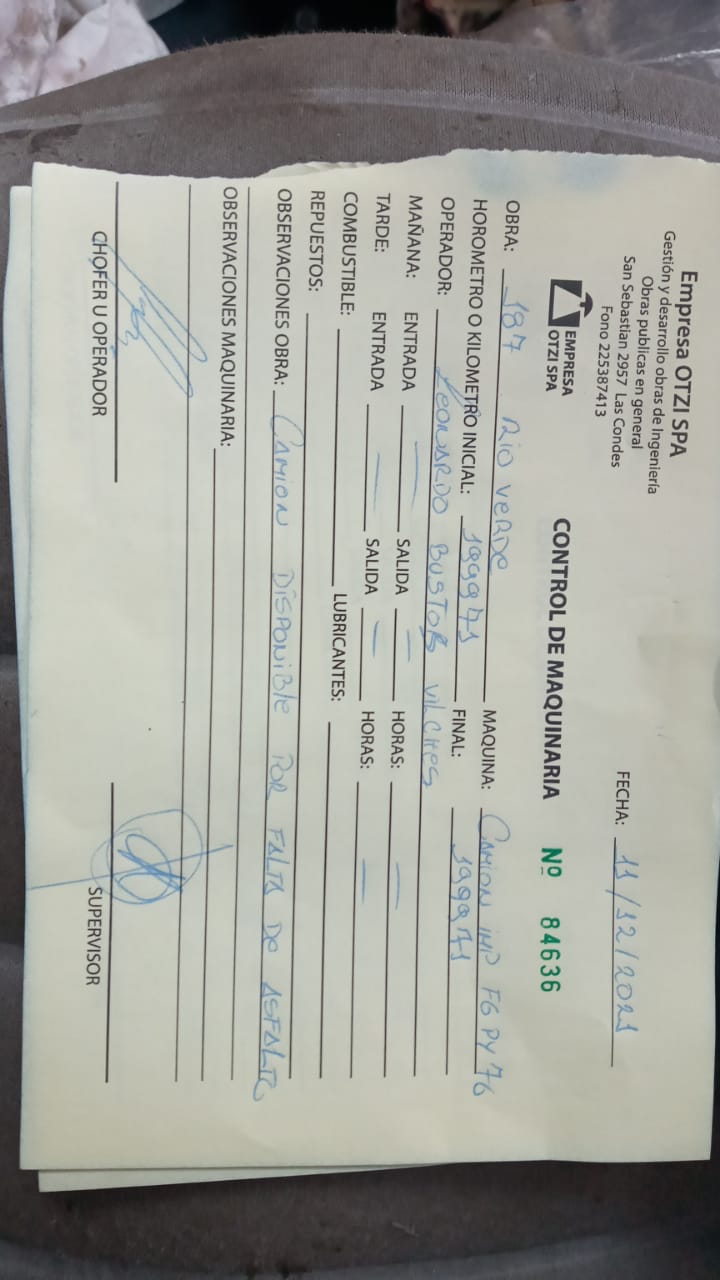 Empresa OTZI SPA
Gestión y desarrollo obras de Ingeniería
Obras publicas en general
San Sebastian 2957 Las Condes
Fono 225387413
FECHA: 11/12/2021
EMPRESA
OTZI SPA
CONTROL DE MAQUINARIA Nº 84636
OBRA: 187 Rio Verde MAQUINA: Camion imp FGPY76
HOROMETRO O KILOMETRO INICIAL: 199971 FINAL: 199971
OPERADOR: Leonardo Bustos Vilches
MAÑANA: ENTRADA — SALIDA — HORAS: —
TARDE: ENTRADA — SALIDA — HORAS: —
COMBUSTIBLE: LUBRICANTES:
REPUESTOS:
OBSERVACIONES OBRA: Camion Disponible por falta de asfalto
OBSERVACIONES MAQUINARIA:
CHOFER U OPERADOR
SUPERVISOR